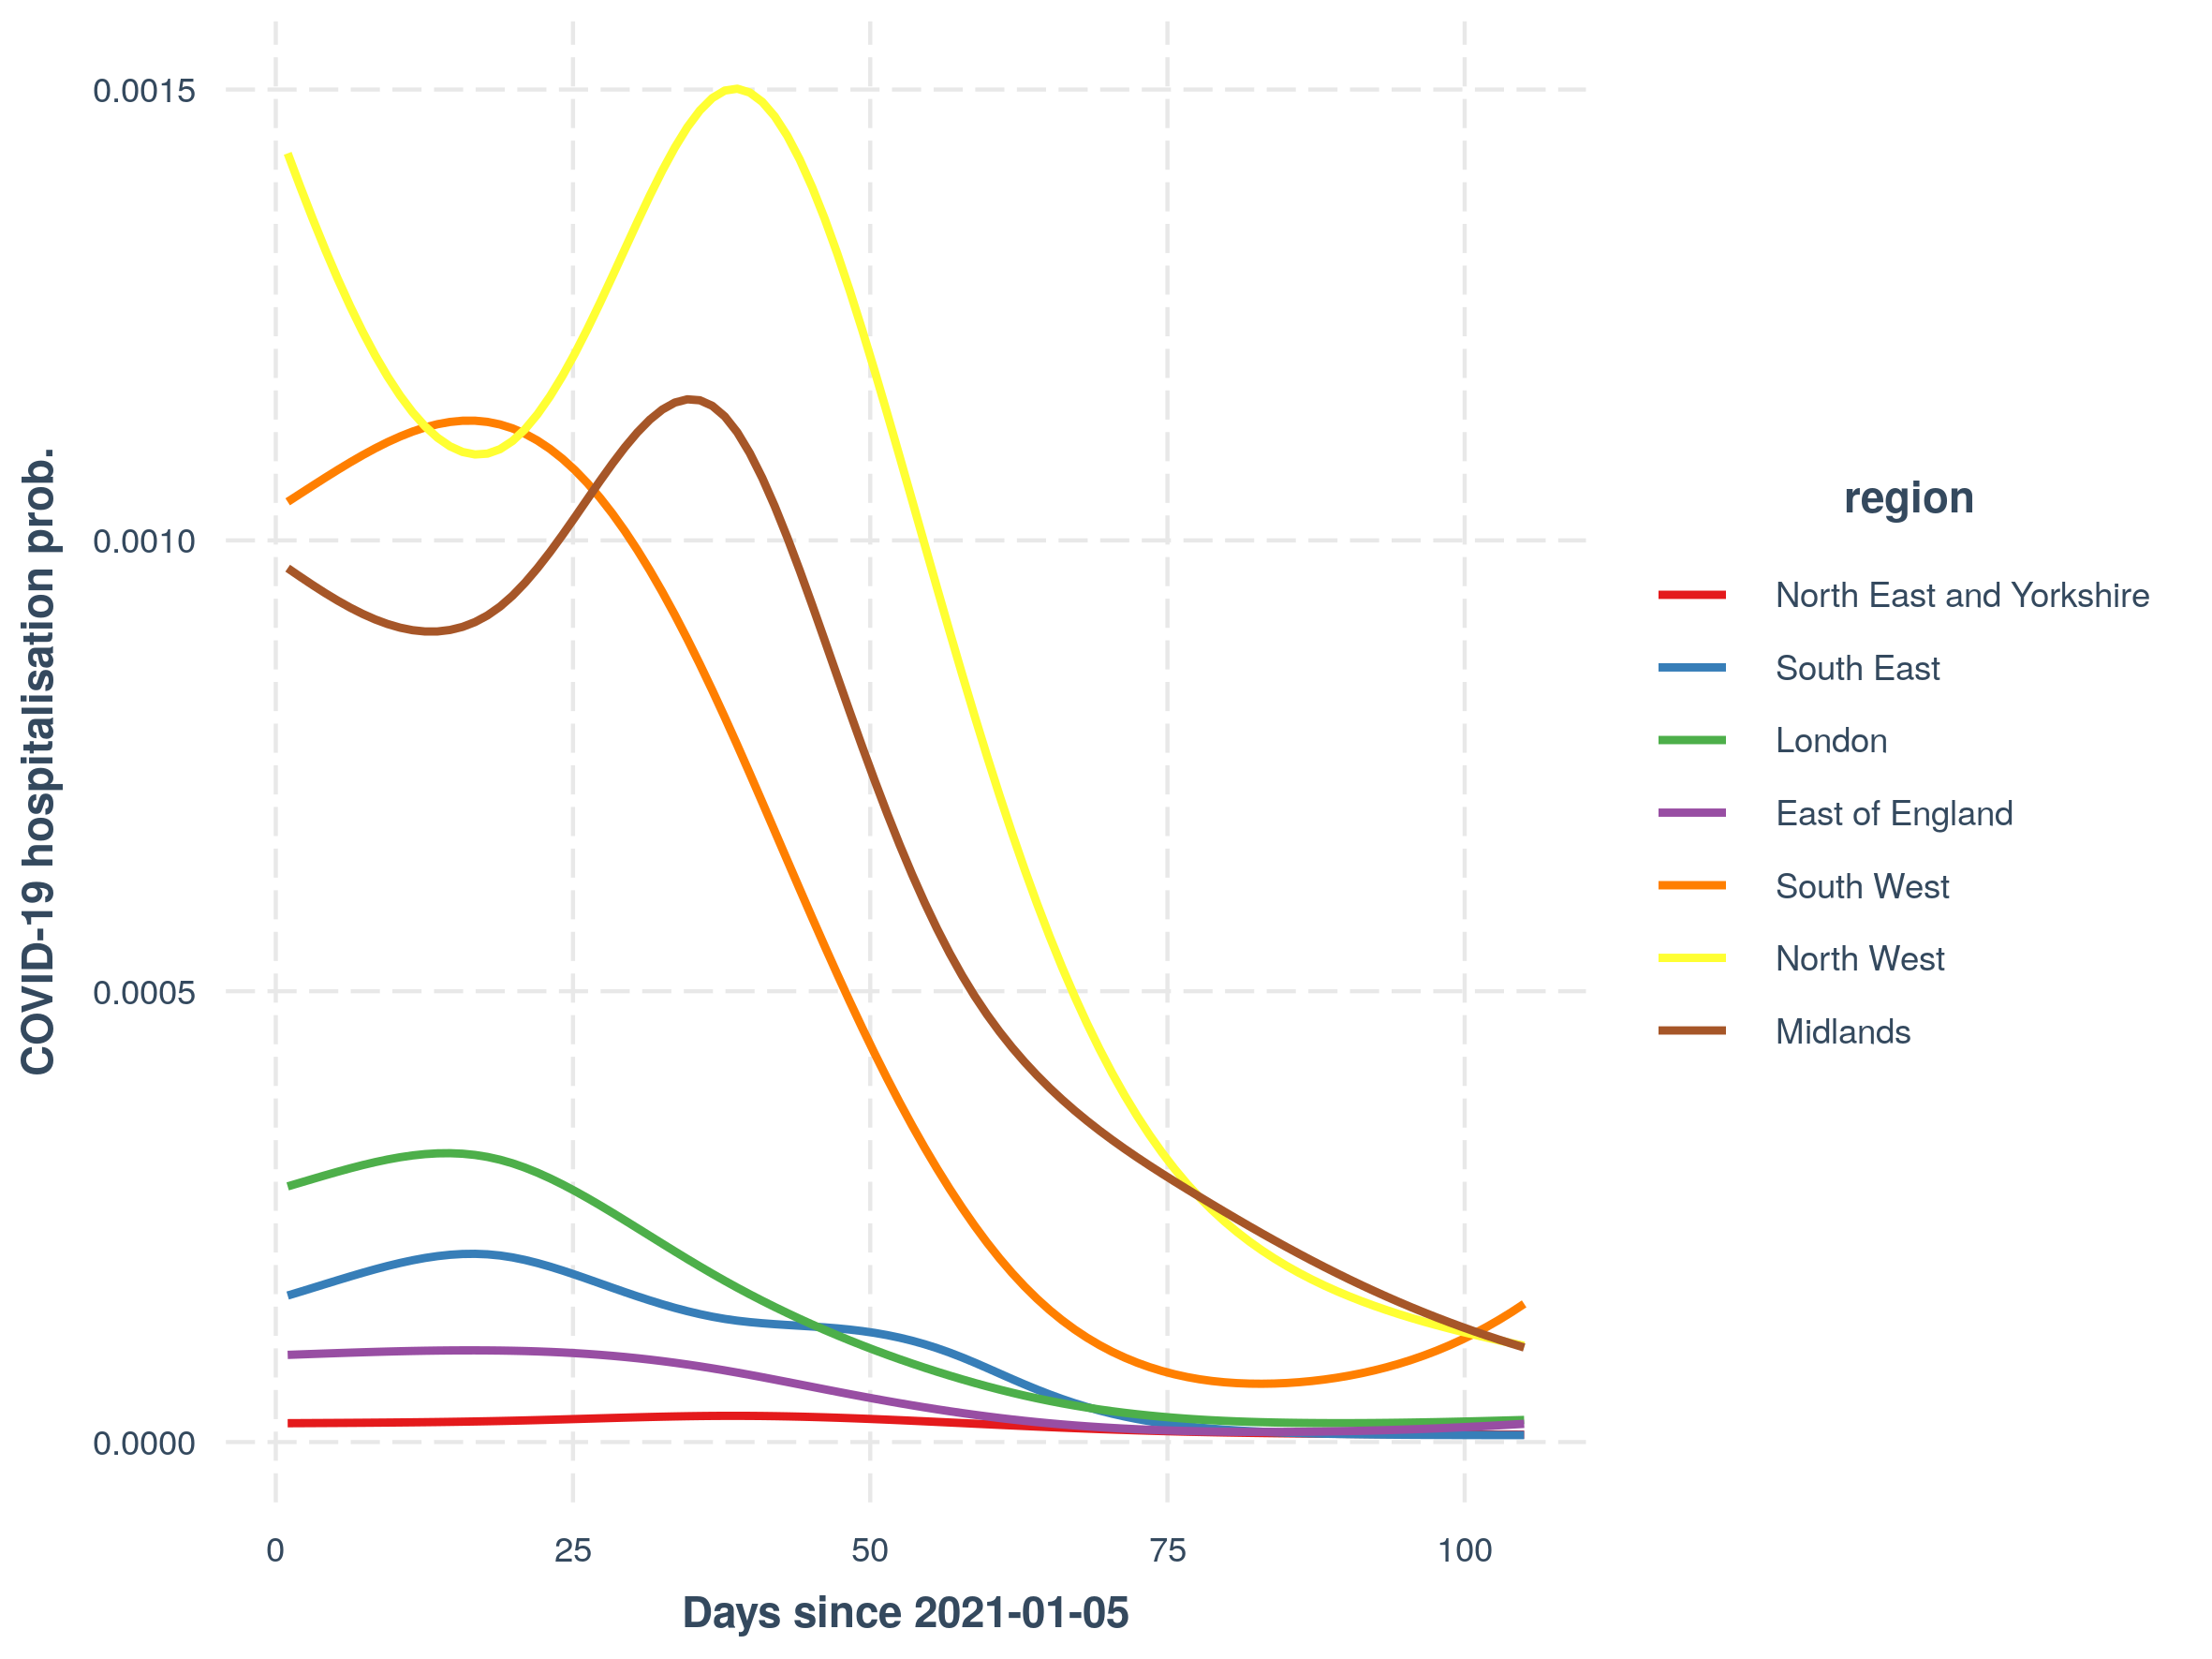 COVID-19 hospitalisation prob.
0.0015
0.0010
0.0005
0.0000
0
25
50
75
100
Days since 2021-01-05
region
North East and Yorkshire
South East
London
East of England
South West
North West
Midlands